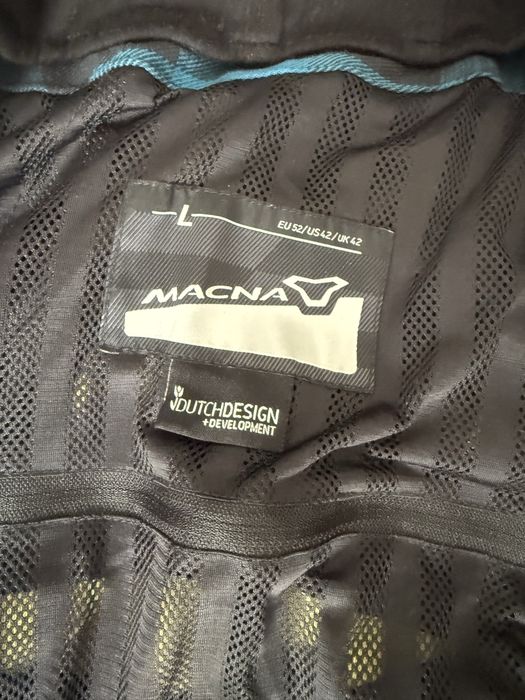 L
EU 52/US 42/UK 42
MACNA
DUTCHDESIGN
+DEVELOPMENT